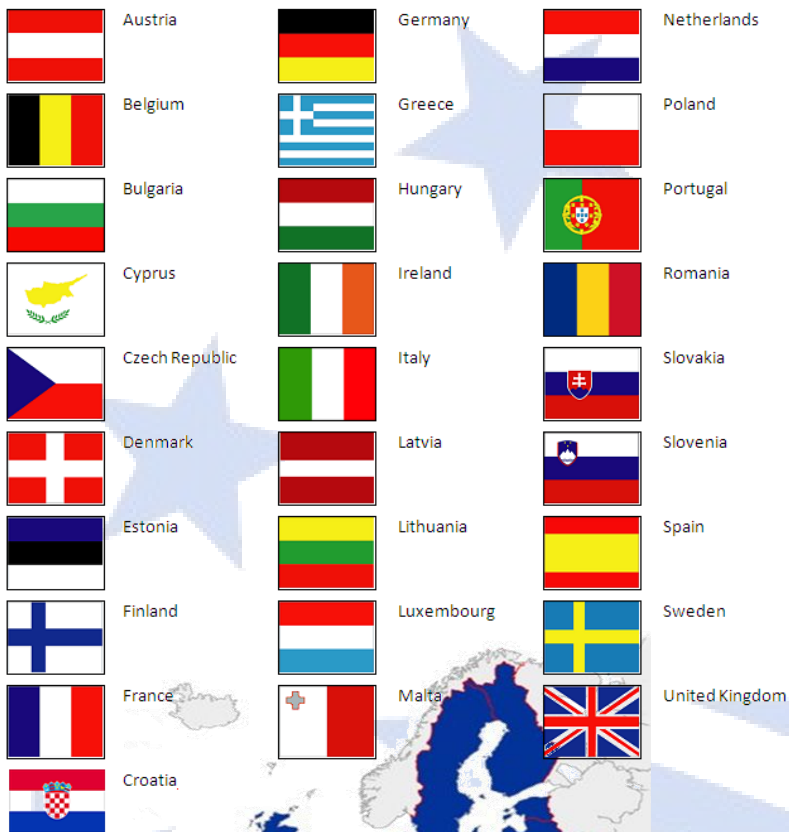 Austria
Germany
Netherlands
Belgium
Greece
Poland
Bulgaria
Hungary
Portugal
Cyprus
Ireland
Romania
Czech Republic
Italy
Slovakia
Denmark
Latvia
Slovenia
Estonia
Lithuania
Spain
Finland
Luxembourg
Sweden
France
Malta
United Kingdom
Croatia